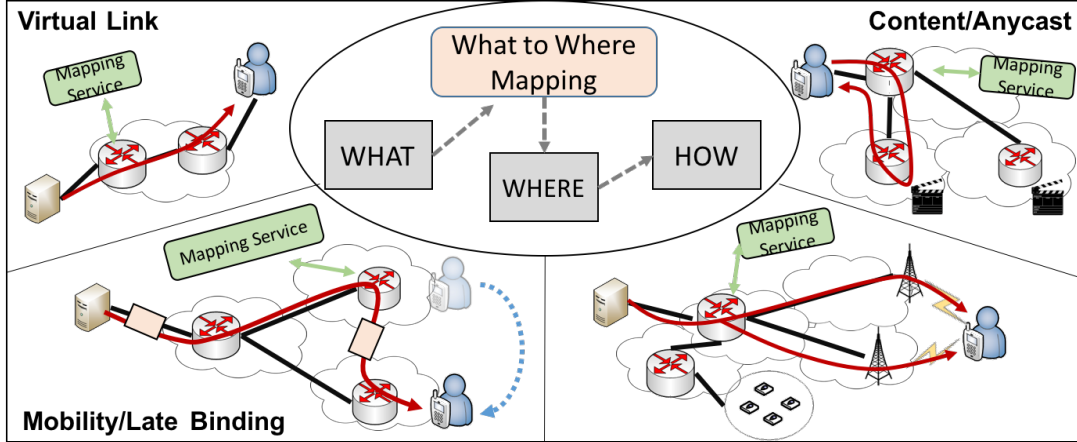 Virtual Link
Mapping
Service
What to Where
Mapping
WHAT
WHERE
HOW
Content/Anycast
Mapping
Service
Mapping Service
Mobility/Late Binding
Mapping
Service